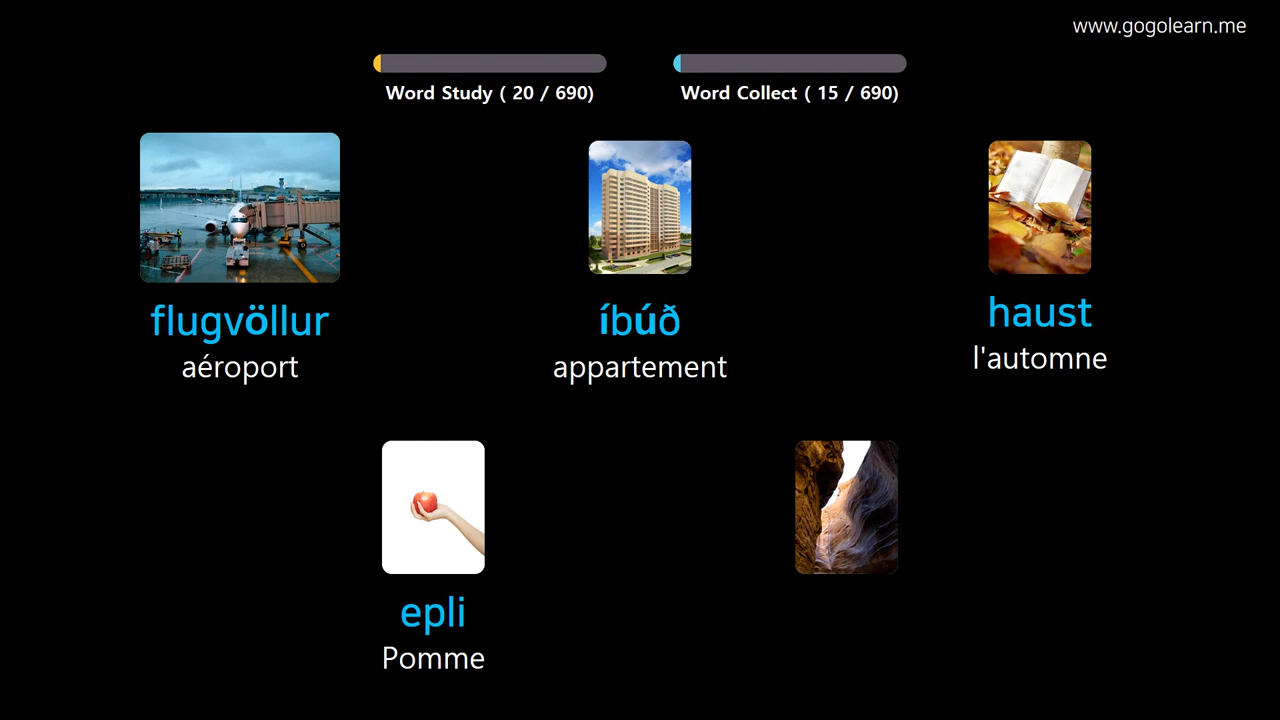 www.gogolearn.me
Word Study ( 20 / 690)
Word Collect ( 15 / 690)
flugvöllur
aéroport
íbúð
appartement
haust
l'automne
epli
Pomme